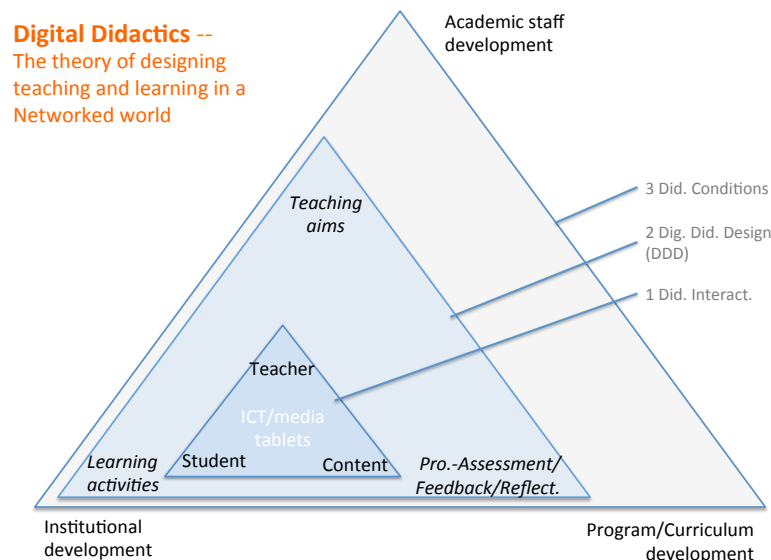 Digital Didactics --
The theory of designing
teaching and learning in a
Networked world
Academic staff
development
3 Did. Conditions
Teaching
aims
2 Dig. Did. Design
(DDD)
1 Did. Interact.
Teacher
ICT/media
tablets
Student
Content
Learning
activities
Pro.-Assessment/
Feedback/Reflect.
Institutional
development
Program/Curriculum
development